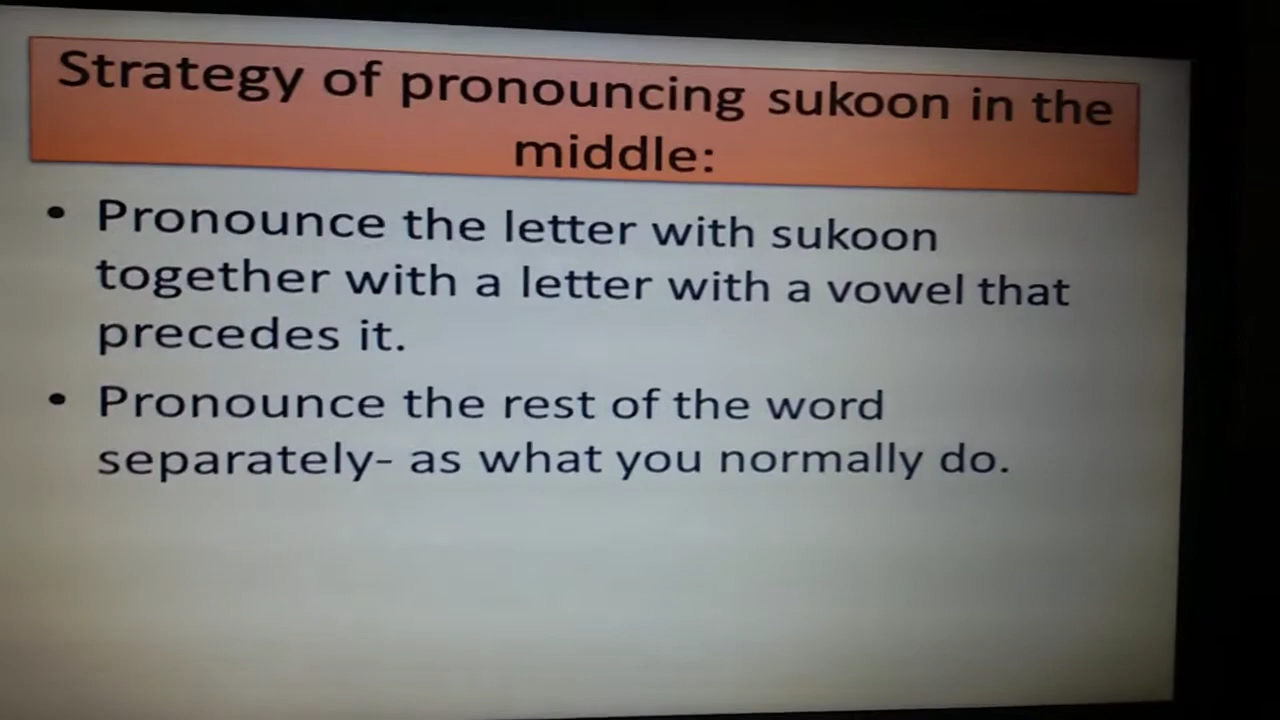 Strategy of pronouncing sukoon in the
middle:
• Pronounce the letter with sukoon
together with a letter with a vowel that
precedes it.
• Pronounce the rest of the word
separately- as what you normally do.